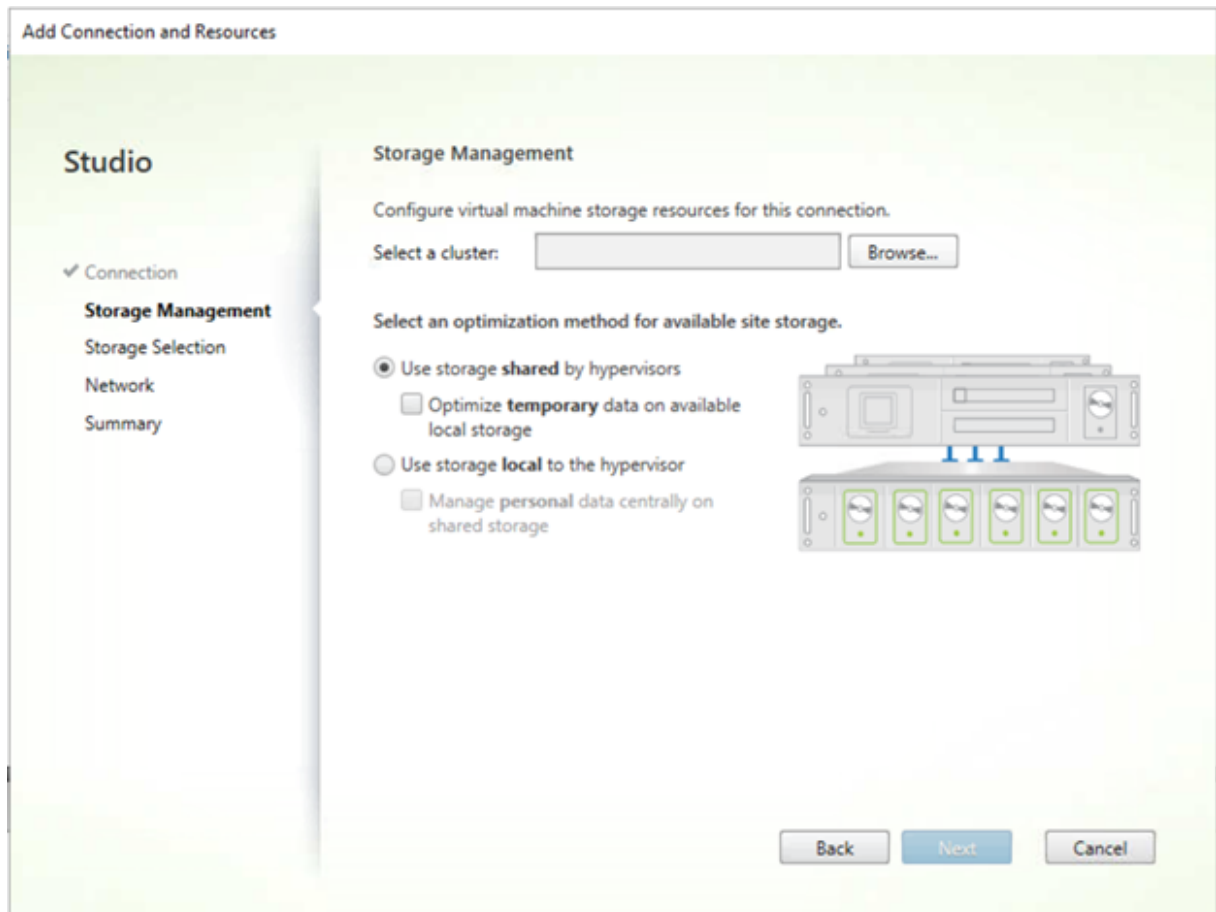 Add Connection and Resources
Studio
Connection
Storage Management
Storage Selection
Network
Summary
Storage Management
Configure virtual machine storage resources for this connection.
Select a cluster:
Browse...
Select an optimization method for available site storage.
Use storage shared by hypervisors
Optimize temporary data on available
local storage
Use storage local to the hypervisor
Manage personal data centrally on
shared storage
Back
Next
Cancel